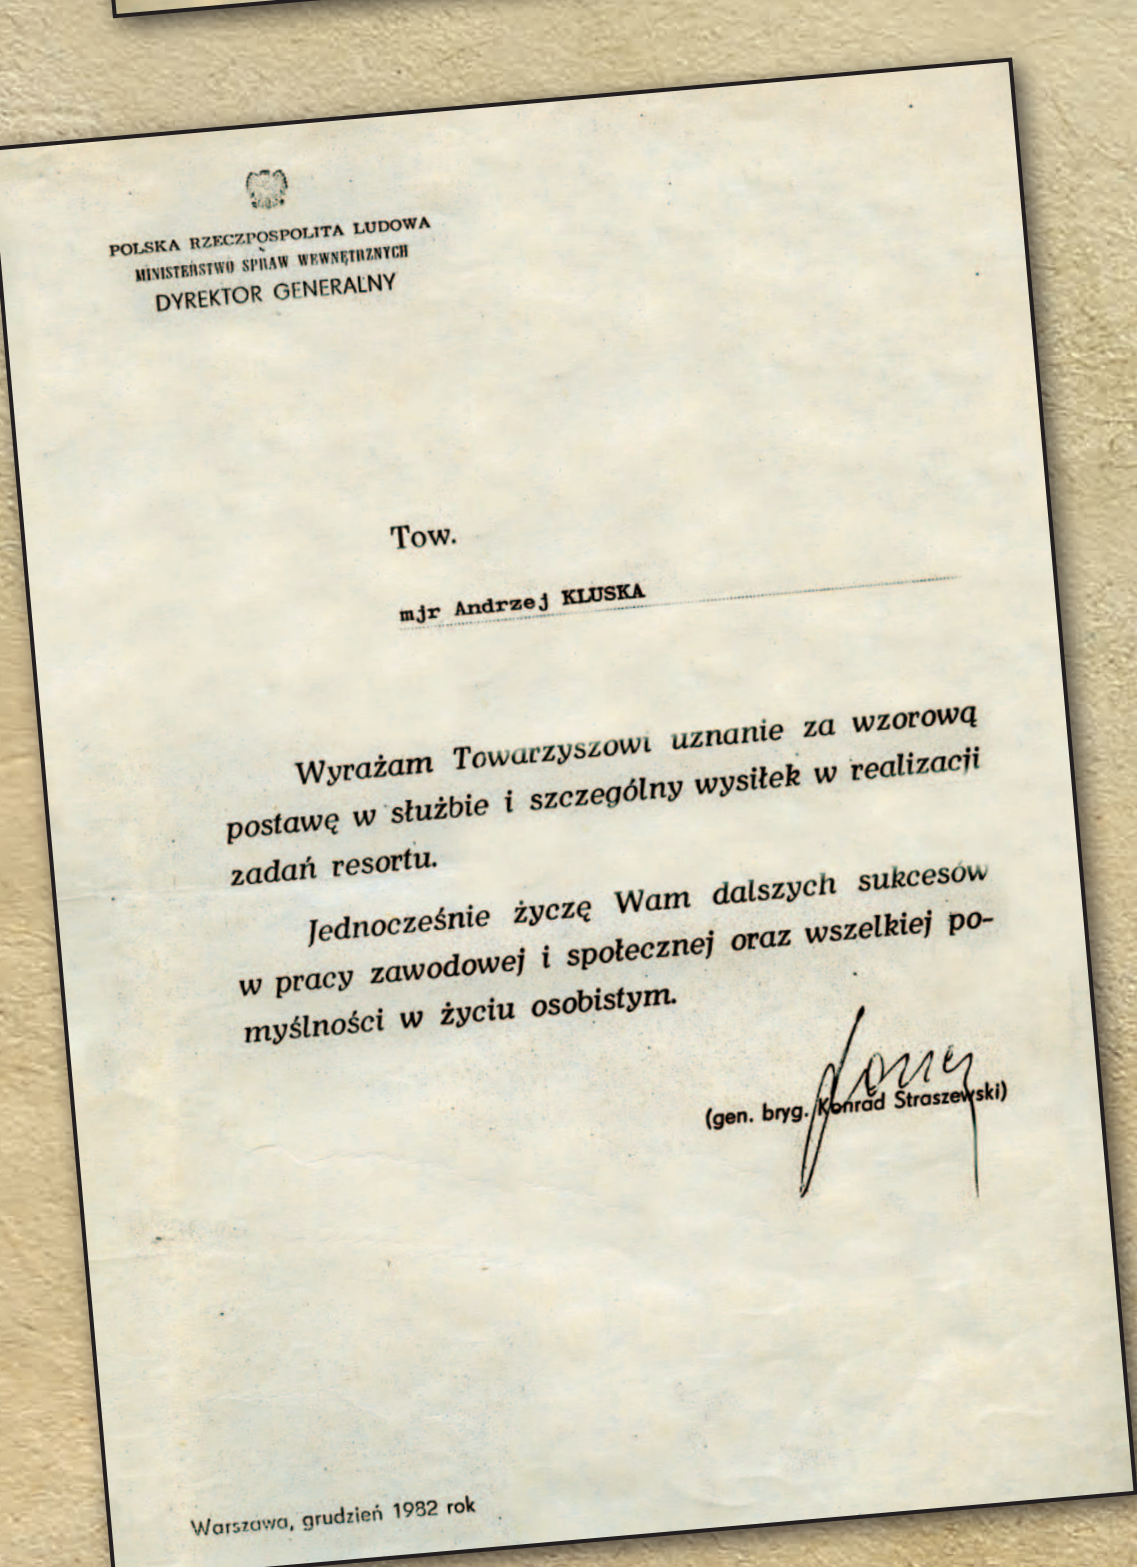 POLSKA RZECZPOSPOLITA LUDOWA
MINISTERSTWO SPRAW WEWNĘTRZNYCH
DYREKTOR GENERALNY
Tow.
mjr Andrzej KLUSKA
Wyrażam Towarzyszowi uznanie za wzorową
postawę w służbie i szczególny wysiłek w realizacji
zadań resortu.
Jednocześnie życzę Wam dalszych sukcesów
w pracy zawodowej i społecznej oraz wszelkiej po-
myślności w życiu osobistym.
(gen. bryg. Konrad Straszewski)
Warszawa, grudzień 1982 rok